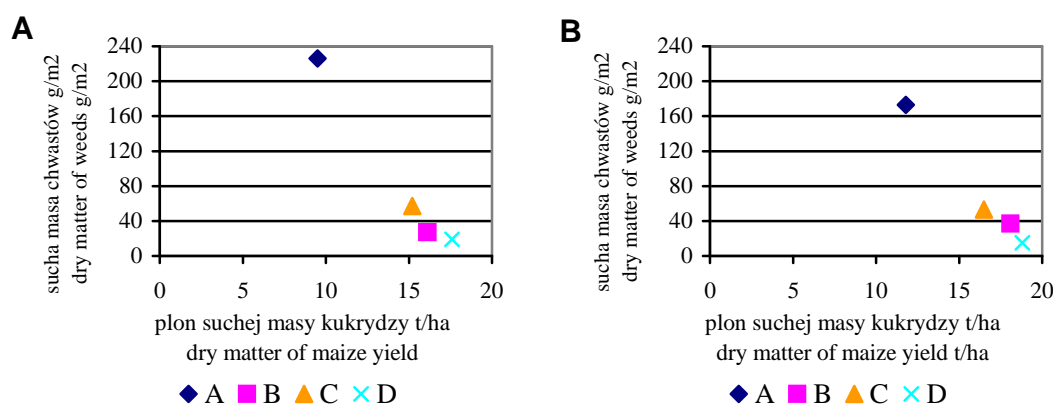 A
sucha masa chwastów g/m2
dry matter of weeds g/m2
240
200
160
120
80
40
0
0 5 10 15 20
plon suchej masy kukrydzy t/ha
dry matter of maize yield
A B C D
B
sucha masa chwastów g/m2
dry matter of weeds g/m2
240
200
160
120
80
40
0
0 5 10 15 20
plon suchej masy kukrydzy t/ha
dry matter of maize yield t/ha
A B C D